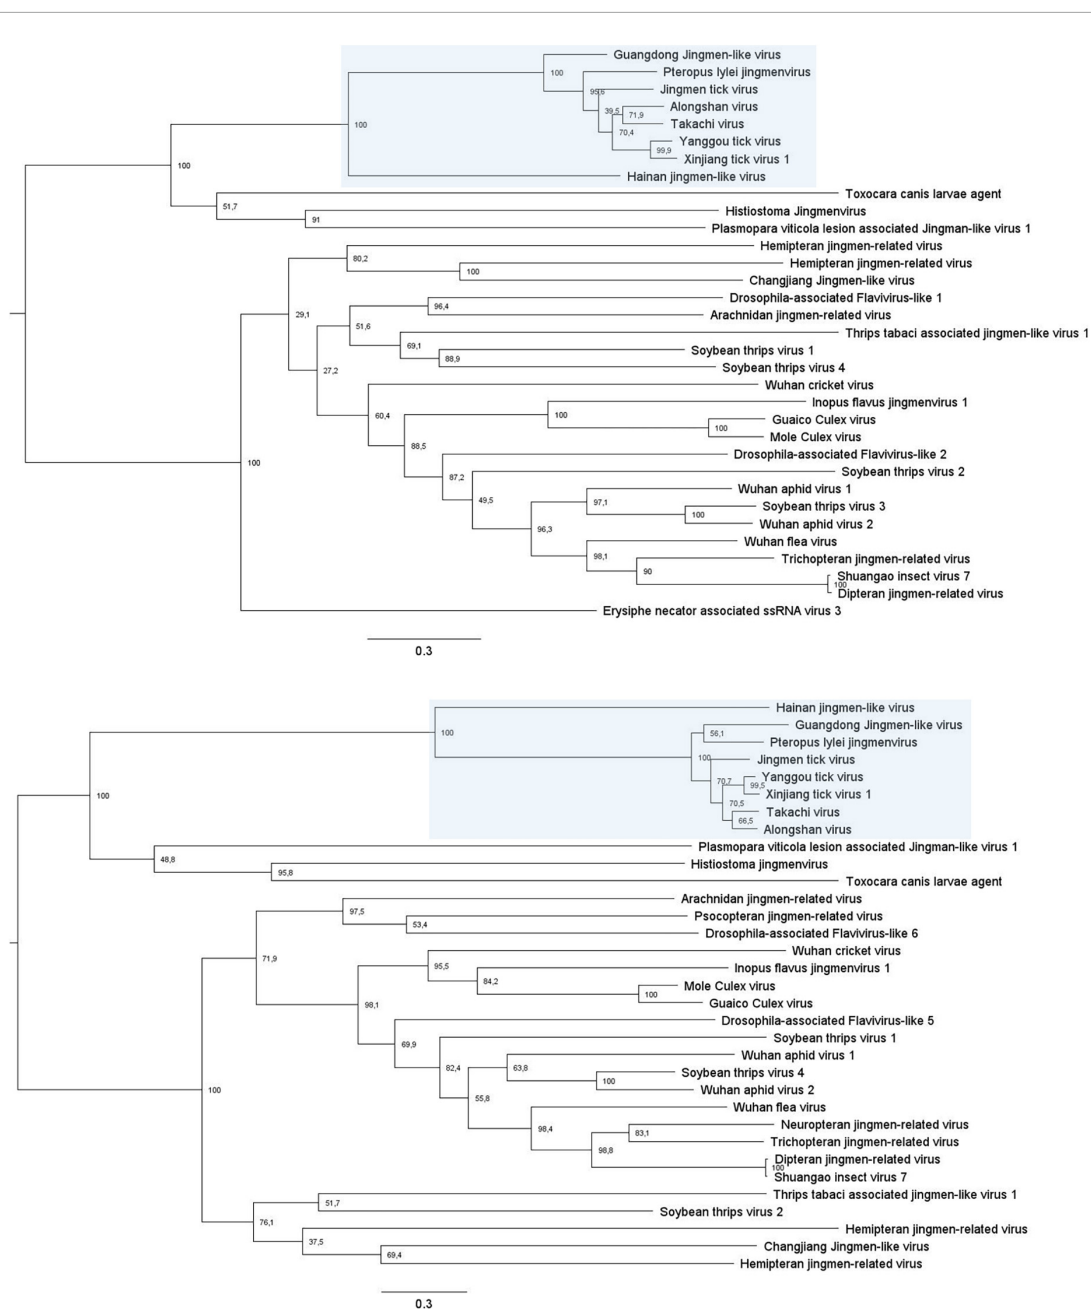 Guangdong Jingmen-like virus
100
Pteropus lylei jingmenvirus
95,6
Jingmen tick virus
39,5
Alongshan virus
71,9
Takachi virus
70,4
Yanggou tick virus
99,9
Xinjiang tick virus 1
100
Hainan jingmen-like virus
100
Toxocara canis larvae agent
51,7
Histiostoma Jingmenvirus
91
Plasmopara viticola lesion associated Jingman-like virus 1
Hemipteran jingmen-related virus
80,2
Hemipteran jingmen-related virus
100
Changjiang Jingmen-like virus
Drosophila-associated Flavivirus-like 1
96,4
Arachnidan jingmen-related virus
29,1
51,6
Thrips tabaci associated jingmen-like virus 1
69,1
Soybean thrips virus 1
88,9
Soybean thrips virus 4
27,2
Wuhan cricket virus
60,4
Inopus flavus jingmenvirus 1
100
Guaico Culex virus
100
Mole Culex virus
88,5
Drosophila-associated Flavivirus-like 2
100
87,2
Soybean thrips virus 2
49,5
Wuhan aphid virus 1
97,1
Soybean thrips virus 3
100
Wuhan aphid virus 2
96,3
Wuhan flea virus
98,1
Trichopteran jingmen-related virus
90
Shuangao insect virus 7
100
Dipteran jingmen-related virus
Erysiphe necator associated ssRNA virus 3
0.3
Hainan jingmen-like virus
100
Guangdong Jingmen-like virus
56,1
Pteropus lylei jingmenvirus
100
Jingmen tick virus
70,7
Yanggou tick virus
99,5
Xinjiang tick virus 1
100
70,5
Takachi virus
66,5
Alongshan virus
Plasmopara viticola lesion associated Jingman-like virus 1
48,8
Histiostoma jingmenvirus
95,8
Toxocara canis larvae agent
Arachnidan jingmen-related virus
97,5
Psocopteran jingmen-related virus
53,4
Drosophila-associated Flavivirus-like 6
71,9
Wuhan cricket virus
95,5
Inopus flavus jingmenvirus 1
84,2
Mole Culex virus
100
Guaico Culex virus
98,1
Drosophila-associated Flavivirus-like 5
69,9
Soybean thrips virus 1
82,4
Wuhan aphid virus 1
63,8
Soybean thrips virus 4
100
Wuhan aphid virus 2
100
55,8
Wuhan flea virus
98,4
Neuropteran jingmen-related virus
83,1
Trichopteran jingmen-related virus
98,8
Dipteran jingmen-related virus
100
Shuangao insect virus 7
Thrips tabaci associated jingmen-like virus 1
51,7
Soybean thrips virus 2
76,1
Hemipteran jingmen-related virus
37,5
Changjiang Jingmen-like virus
69,4
Hemipteran jingmen-related virus
0.3